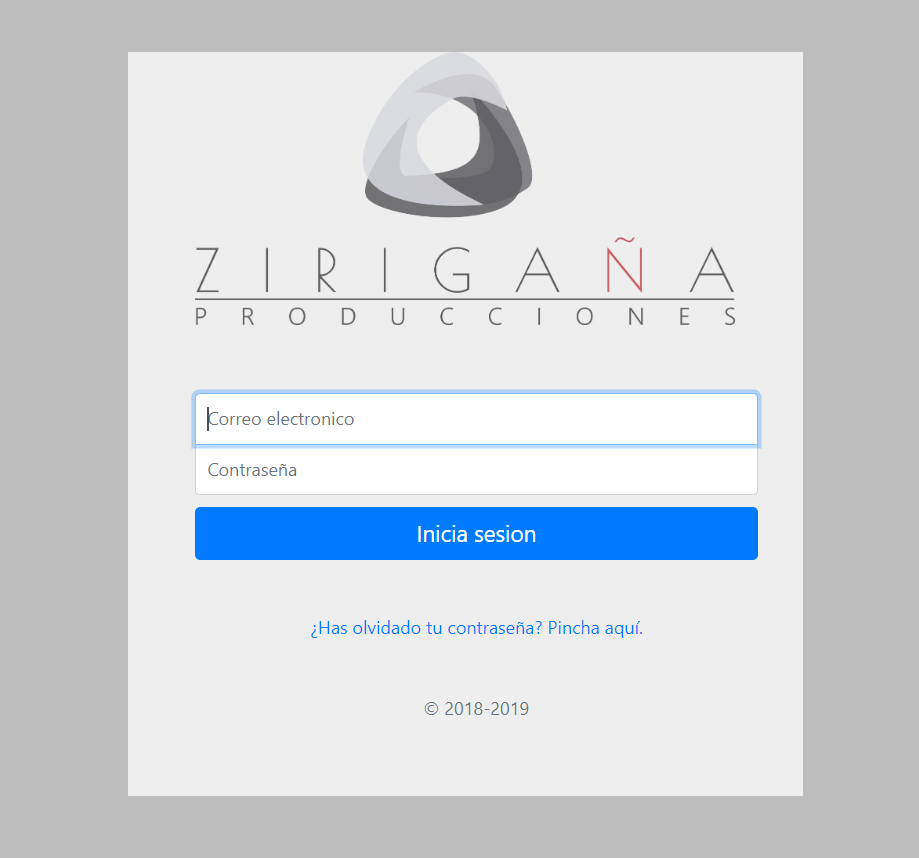 ZIRIGAÑA
PRODUCCIONES
Correo electronico
Contraseña
Inicia sesion
¿Has olvidado tu contraseña? Pincha aquí.
© 2018-2019